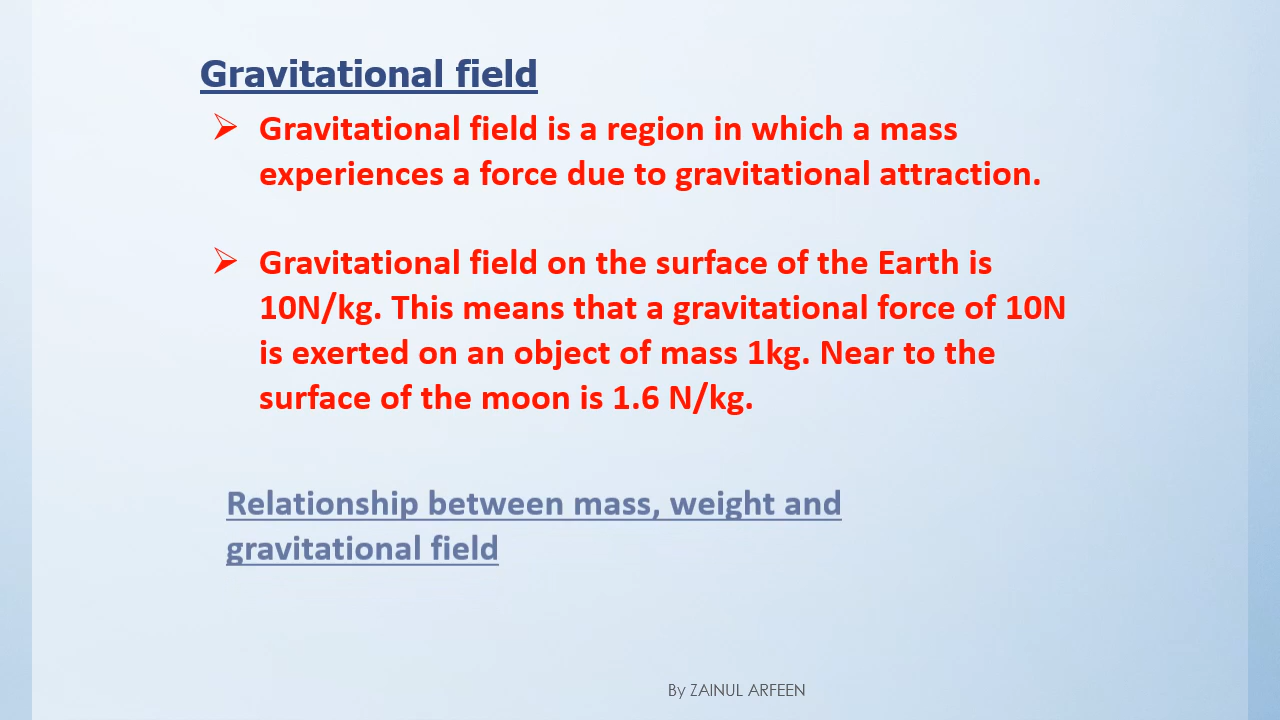 Gravitational field
➢ Gravitational field is a region in which a mass
experiences a force due to gravitational attraction.
➢ Gravitational field on the surface of the Earth is
10N/kg. This means that a gravitational force of 10N
is exerted on an object of mass 1kg. Near to the
surface of the moon is 1.6 N/kg.
Relationship between mass, weight and
gravitational field
By ZAINUL ARFEEN